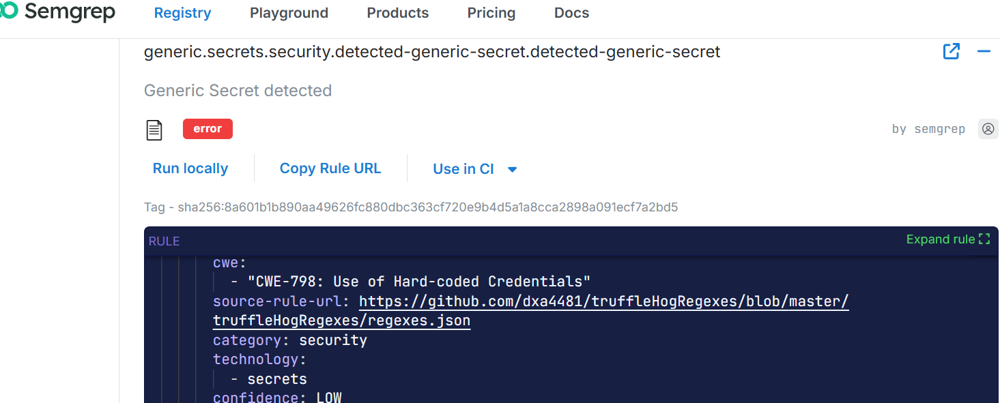 Semgrep Registry Playground Products Pricing Docs
generic.secrets.security.detected-generic-secret.detected-generic-secret
Generic Secret detected
error by semgrep
Run locally Copy Rule URL Use in CI
Tag - sha256:8a601b1b890aa49626fc880dbc363cf720e9b4d5a1a8cca2898a091ecf7a2bd5
RULE Expand rule
cwe:
- "CWE-798: Use of Hard-coded Credentials"
source-rule-url: https://github.com/dxa4481/truffleHogRegexes/blob/master/
truffleHogRegexes/regexes.json
category: security
technology:
- secrets
confidence: LOW